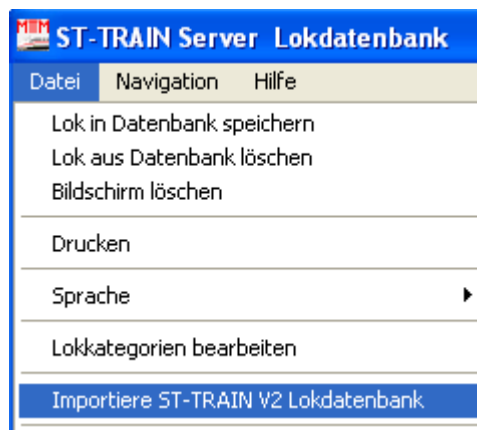 ST-TRAIN Server Lokdatenbank
Datei Navigation Hilfe
Lok in Datenbank speichern
Lok aus Datenbank löschen
Bildschirm löschen
Drucken
Sprache
Lokkategorien bearbeiten
Importiere ST-TRAIN V2 Lokdatenbank